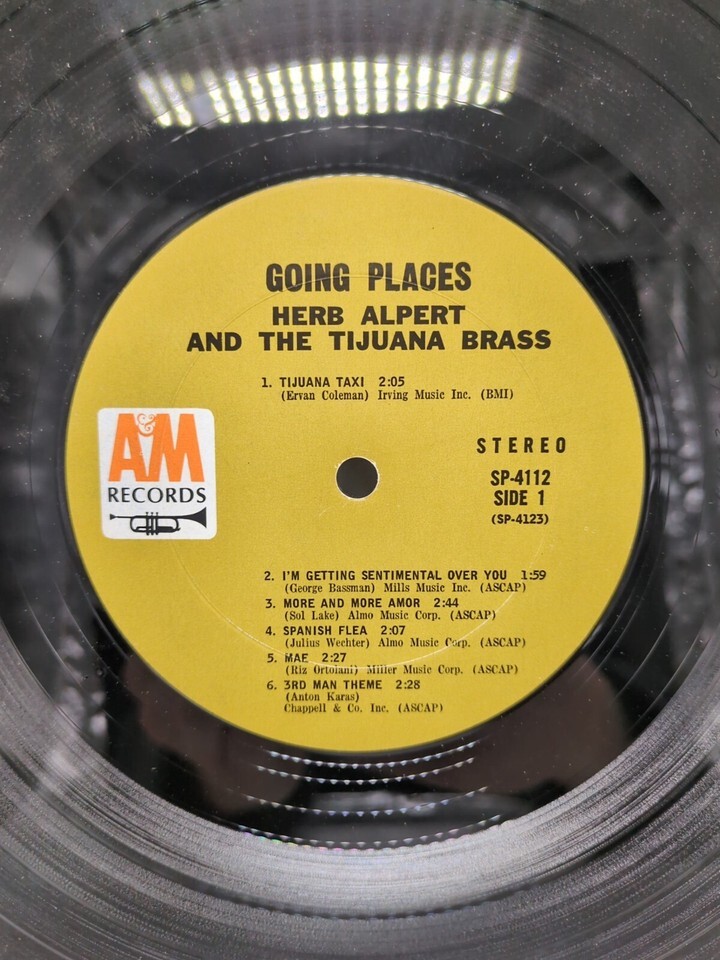 GOING PLACES
HERB ALPERT
AND THE TIJUANA BRASS
1. TIJUANA TAXI 2:05
(Ervan Coleman) Irving Music Inc. (BMI)
A&M
RECORDS
STEREO
SP-4112
SIDE 1
(SP-4123)
2. I'M GETTING SENTIMENTAL OVER YOU 1:59
(George Bassman) Mills Music Inc. (ASCAP)
3. MORE AND MORE AMOR 2:44
(Sol Lake) Almo Music Corp. (ASCAP)
4. SPANISH FLEA 2:07
(Julius Wechter) Almo Music Corp. (ASCAP)
5. MAE 2:27
(Riz Ortolani) Miller Music Corp. (ASCAP)
6. 3RD MAN THEME 2:28
(Anton Karas)
Chappell & Co. Inc. (ASCAP)